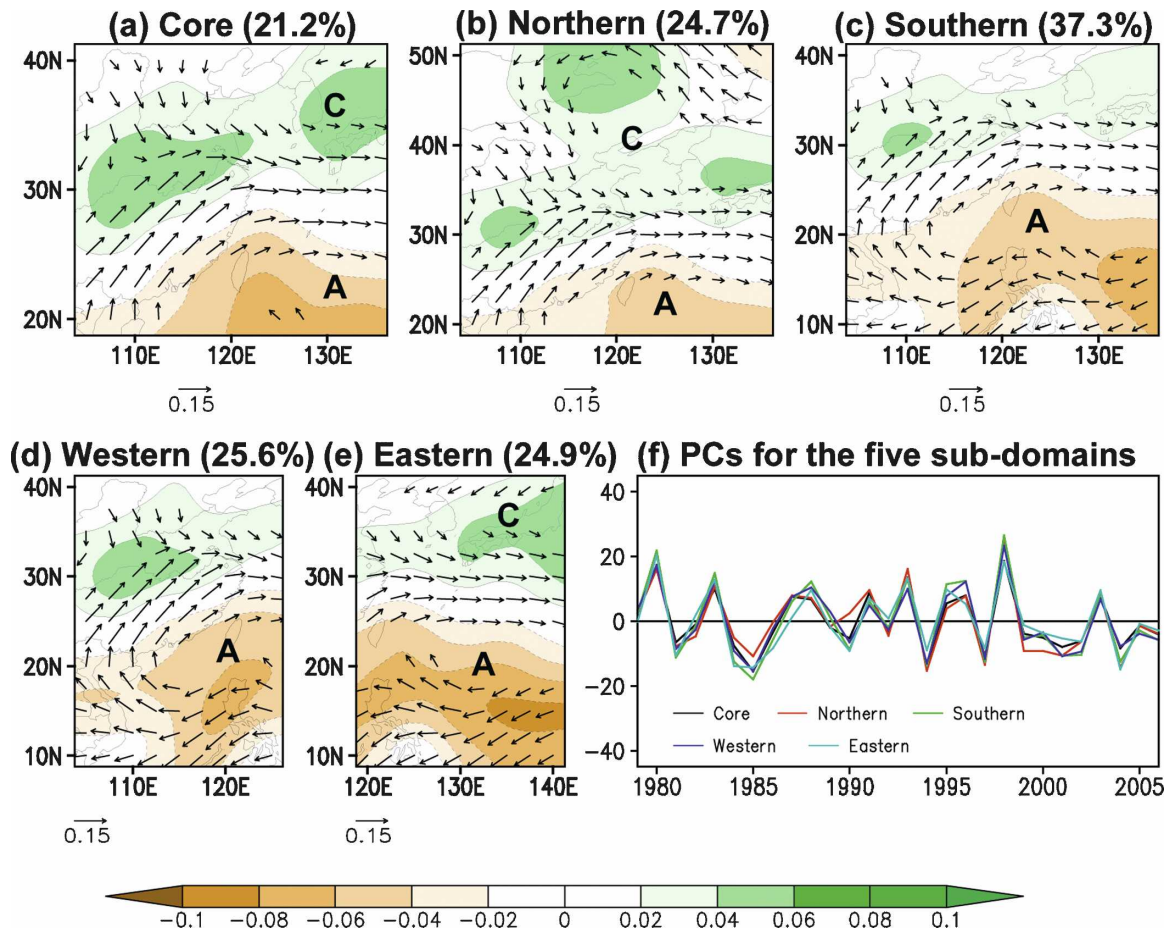 (a) Core (21.2%)
(b) Northern (24.7%)
(c) Southern (37.3%)
40N
30N
20N
110E 120E 130E
C
A
0.15
50N
40N
30N
20N
110E 120E 130E
C
A
0.15
40N
30N
20N
10N
110E 120E 130E
A
0.15
(d) Western (25.6%)
(e) Eastern (24.9%)
(f) PCs for the five sub-domains
40N
30N
20N
10N
110E 120E
A
0.15
40N
30N
20N
10N
120E 130E 140E
C
A
0.15
40
20
0
-20
-40
1980 1985 1990 1995 2000 2005
Core Northern Southern
Western Eastern
-0.1 -0.08 -0.06 -0.04 -0.02 0 0.02 0.04 0.06 0.08 0.1